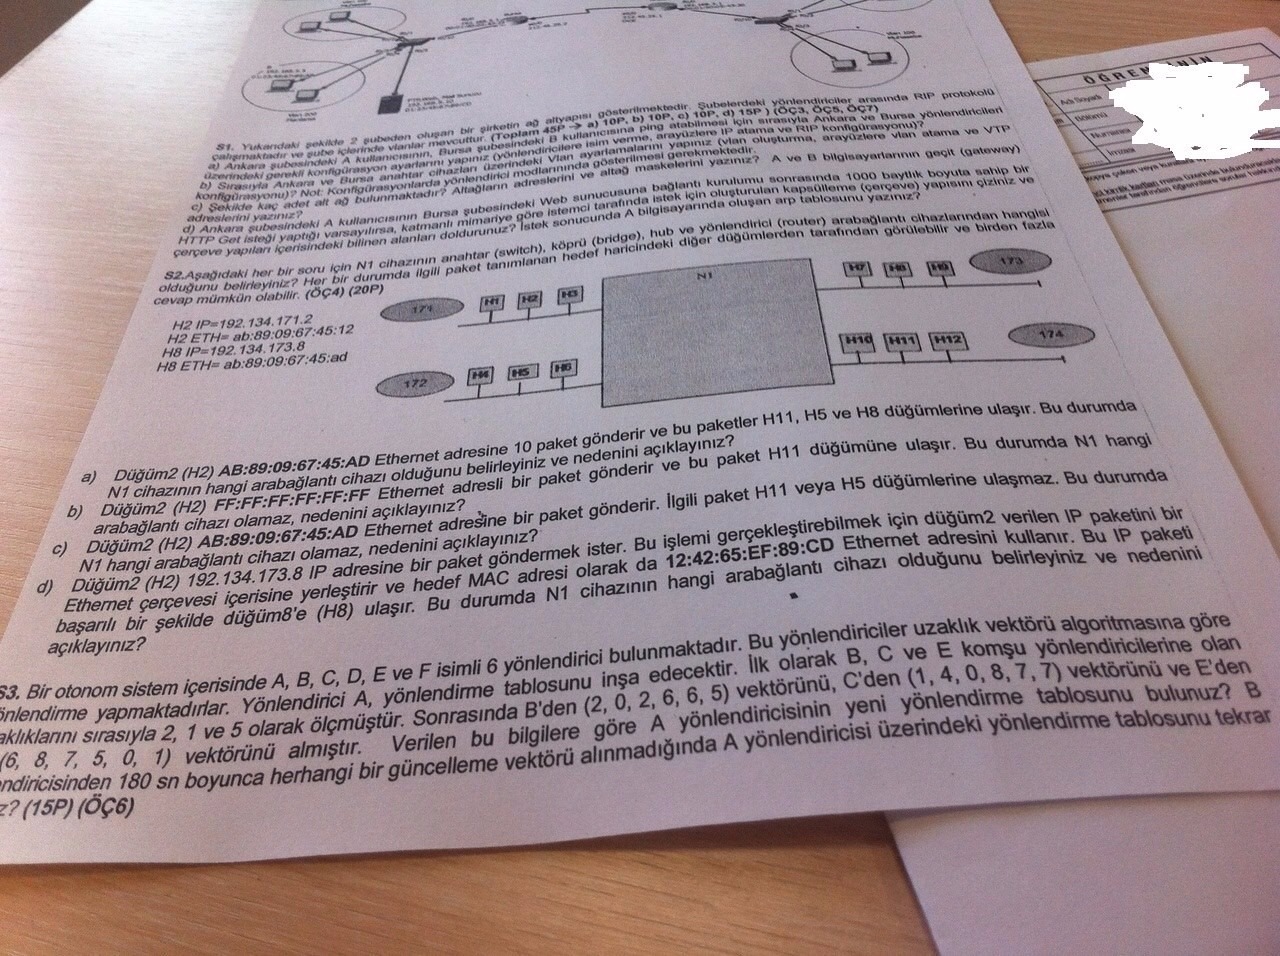 ÖĞRENCİNİN
Adı Soyadı
Bölümü
Numarası
İmzası
S1. Yukarıdaki şekilde 2 şubeden oluşan bir şirketin ağ altyapısı gösterilmektedir. Şubelerdeki yönlendiriciler arasında RIP protokolü
çalışmaktadır ve şube içlerinde vlanlar mevcuttur. (Toplam 45P -> a) 10P, b) 10P, c) 10P, d) 15P ) (ÖÇ3, ÖÇ5, ÖÇ7)
a) Ankara şubesindeki A kullanıcısının, Bursa şubesindeki B kullanıcısına ping atabilmesi için sırasıyla Ankara ve Bursa yönlendiricileri
üzerindeki gerekli konfigürasyon ayarlarını yapınız (yönlendiricilere isim verme, arayüzlere IP atama ve RIP konfigürasyonu)?
b) Sırasıyla Ankara ve Bursa anahtar cihazları üzerindeki Vlan ayarlamalarını yapınız (vlan oluşturma, arayüzlere vlan atama ve VTP
konfigürasyonu)? Not: Konfigürasyonlarda yönlendirici modlarınında gösterilmesi gerekmektedir.
c) Şekilde kaç adet alt ağ bulunmaktadır? Altağların adreslerini ve altağ maskelerini yazınız? A ve B bilgisayarlarının geçit (gateway)
adreslerini yazınız?
d) Ankara şubesindeki A kullanıcısının Bursa şubesindeki Web sunucusuna bağlantı kurulumu sonrasında 1000 baytlık boyuta sahip bir
HTTP Get isteği yaptığı varsayılırsa, katmanlı mimariye göre istemci tarafında istek için oluşturulan kapsülleme (çerçeve) yapısını çiziniz ve
çerçeve yapıları içerisindeki bilinen alanları doldurunuz? İstek sonucunda A bilgisayarında oluşan arp tablosunu yazınız?
S2.Aşağıdaki her bir soru için N1 cihazının anahtar (switch), köprü (bridge), hub ve yönlendirici (router) arabağlantı cihazlarından hangisi
olduğunu belirleyiniz? Her bir durumda ilgili paket tanımlanan hedef haricindeki diğer düğümlerden tarafından görülebilir ve birden fazla
cevap mümkün olabilir. (ÖÇ4) (20P)
H2 IP=192.134.171.2
H2 ETH= ab:89:09:67:45:12
H8 IP=192.134.173.8
H8 ETH= ab:89:09:67:45:ad
171
H1 H2 H3
N1
H7 H8 H9
173
172
H4 H5 H6
H10 H11 H12
174
a) Düğüm2 (H2) AB:89:09:67:45:AD Ethernet adresine 10 paket gönderir ve bu paketler H11, H5 ve H8 düğümlerine ulaşır. Bu durumda
N1 cihazının hangi arabağlantı cihazı olduğunu belirleyiniz ve nedenini açıklayınız?
b) Düğüm2 (H2) FF:FF:FF:FF:FF:FF Ethernet adresli bir paket gönderir ve bu paket H11 düğümüne ulaşır. Bu durumda N1 hangi
arabağlantı cihazı olamaz, nedenini açıklayınız?
c) Düğüm2 (H2) AB:89:09:67:45:AD Ethernet adresine bir paket gönderir. İlgili paket H11 veya H5 düğümlerine ulaşmaz. Bu durumda
N1 hangi arabağlantı cihazı olamaz, nedenini açıklayınız?
d) Düğüm2 (H2) 192.134.173.8 IP adresine bir paket göndermek ister. Bu işlemi gerçekleştirebilmek için düğüm2 verilen IP paketini bir
Ethernet çerçevesi içerisine yerleştirir ve hedef MAC adresi olarak da 12:42:65:EF:89:CD Ethernet adresini kullanır. Bu IP paketi
başarılı bir şekilde düğüm8'e (H8) ulaşır. Bu durumda N1 cihazının hangi arabağlantı cihazı olduğunu belirleyiniz ve nedenini
açıklayınız?
S3. Bir otonom sistem içerisinde A, B, C, D, E ve F isimli 6 yönlendirici bulunmaktadır. Bu yönlendiriciler uzaklık vektörü algoritmasına göre
önlendirme yapmaktadırlar. Yönlendirici A, yönlendirme tablosunu inşa edecektir. İlk olarak B, C ve E komşu yönlendiricilerine olan
aklıklarını sırasıyla 2, 1 ve 5 olarak ölçmüştür. Sonrasında B'den (2, 0, 2, 6, 6, 5) vektörünü, C'den (1, 4, 0, 8, 7, 7) vektörünü ve E'den
(6, 8, 7, 5, 0, 1) vektörünü almıştır. Verilen bu bilgilere göre A yönlendiricisinin yeni yönlendirme tablosunu bulunuz? B
ndiricisinden 180 sn boyunca herhangi bir güncelleme vektörü alınmadığında A yönlendiricisi üzerindeki yönlendirme tablosunu tekrar
z? (15P) (ÖÇ6)